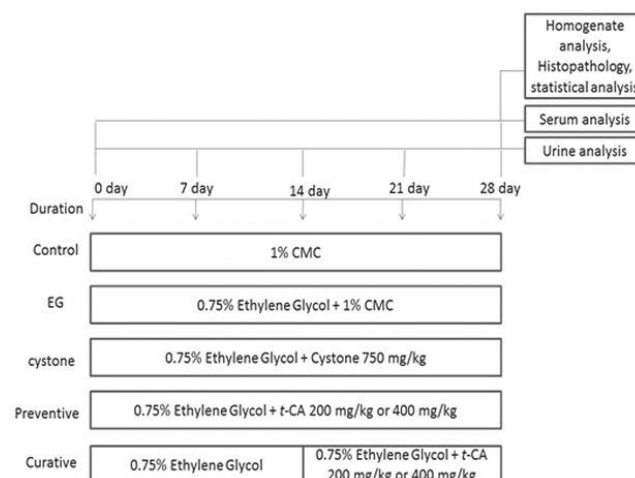 Homogenate
analysis,
Histopathology,
statistical analysis
Serum analysis
Urine analysis
0 day 7 day 14 day 21 day 28 day
Duration
Control 1% CMC
EG 0.75% Ethylene Glycol + 1% CMC
cystone 0.75% Ethylene Glycol + Cystone 750 mg/kg
Preventive 0.75% Ethylene Glycol + t-CA 200 mg/kg or 400 mg/kg
Curative 0.75% Ethylene Glycol 0.75% Ethylene Glycol + t-CA
200 mg/kg or 400 mg/kg